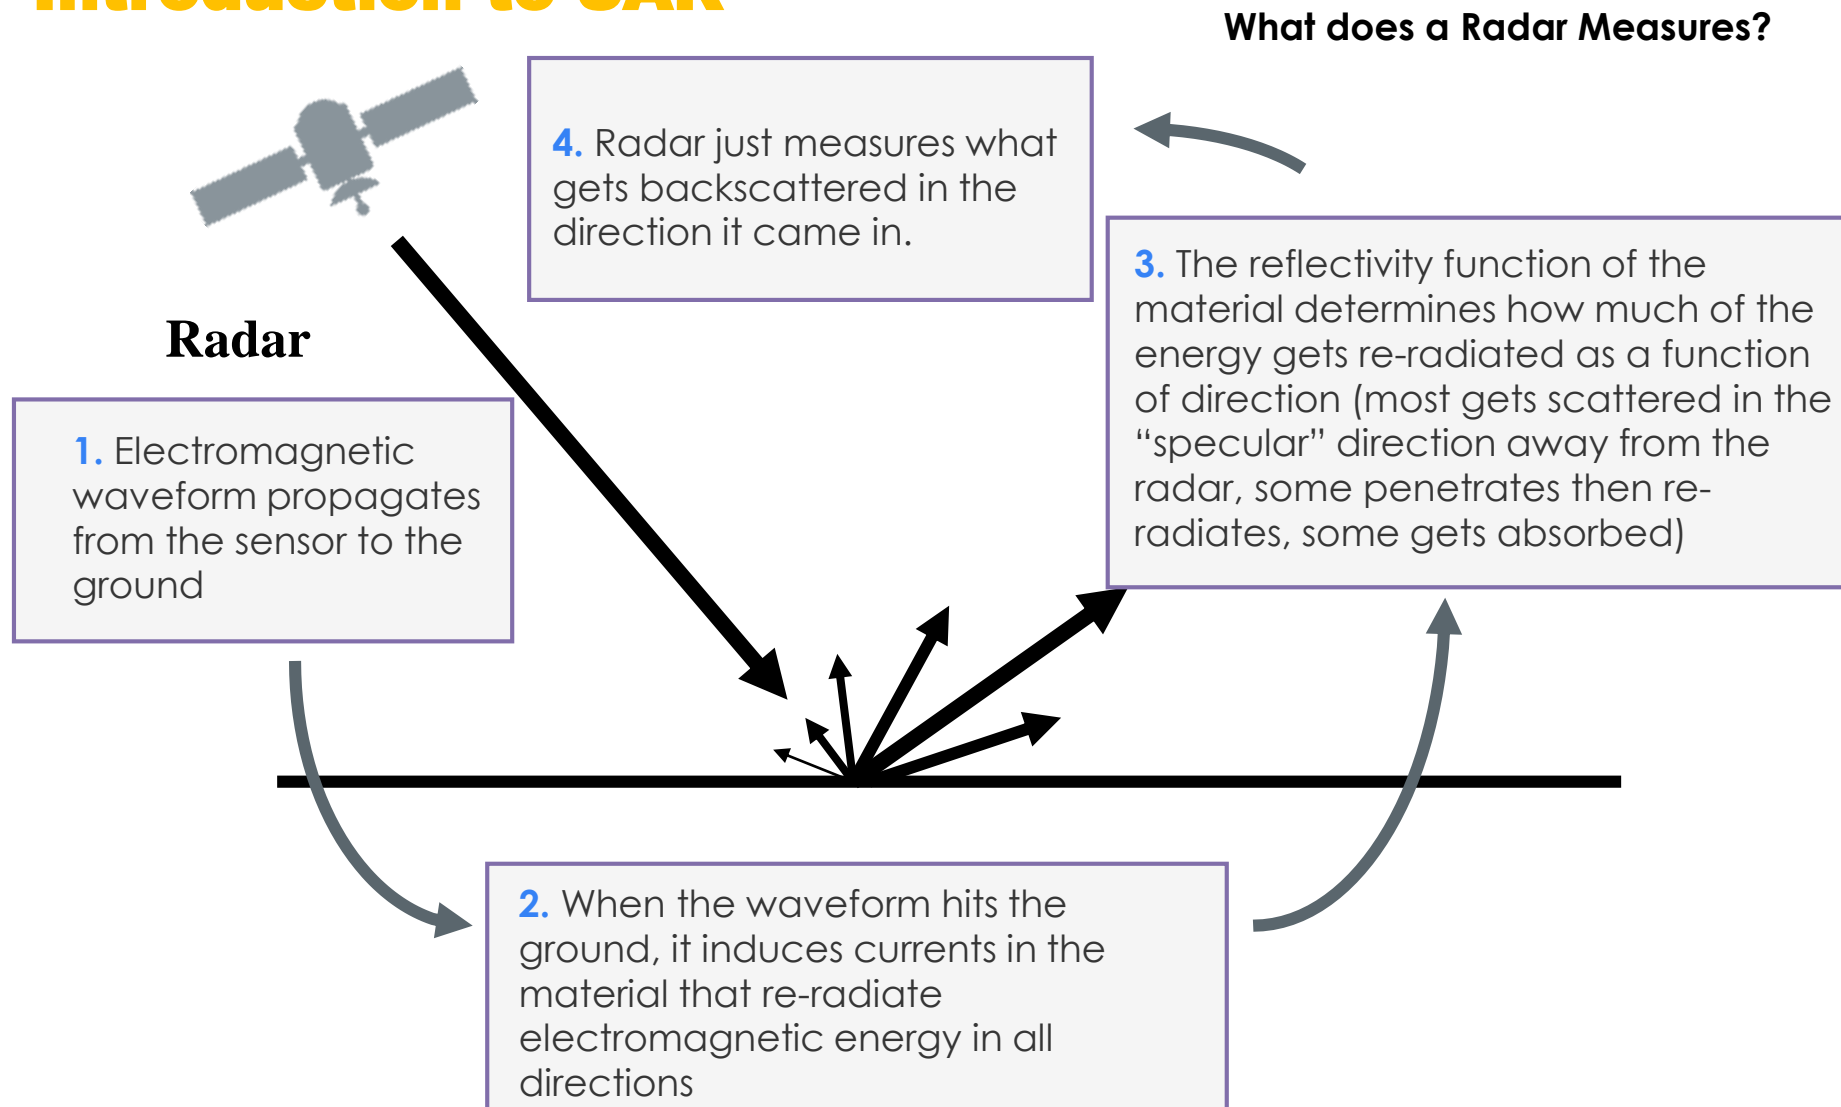 Introduction to SAR
What does a Radar Measures?
4. Radar just measures what
gets backscattered in the
direction it came in.
Radar
3. The reflectivity function of the
material determines how much of the
energy gets re-radiated as a function
of direction (most gets scattered in the
“specular” direction away from the
radar, some penetrates then re-
radiates, some gets absorbed)
1. Electromagnetic
waveform propagates
from the sensor to the
ground
2. When the waveform hits the
ground, it induces currents in the
material that re-radiate
electromagnetic energy in all
directions